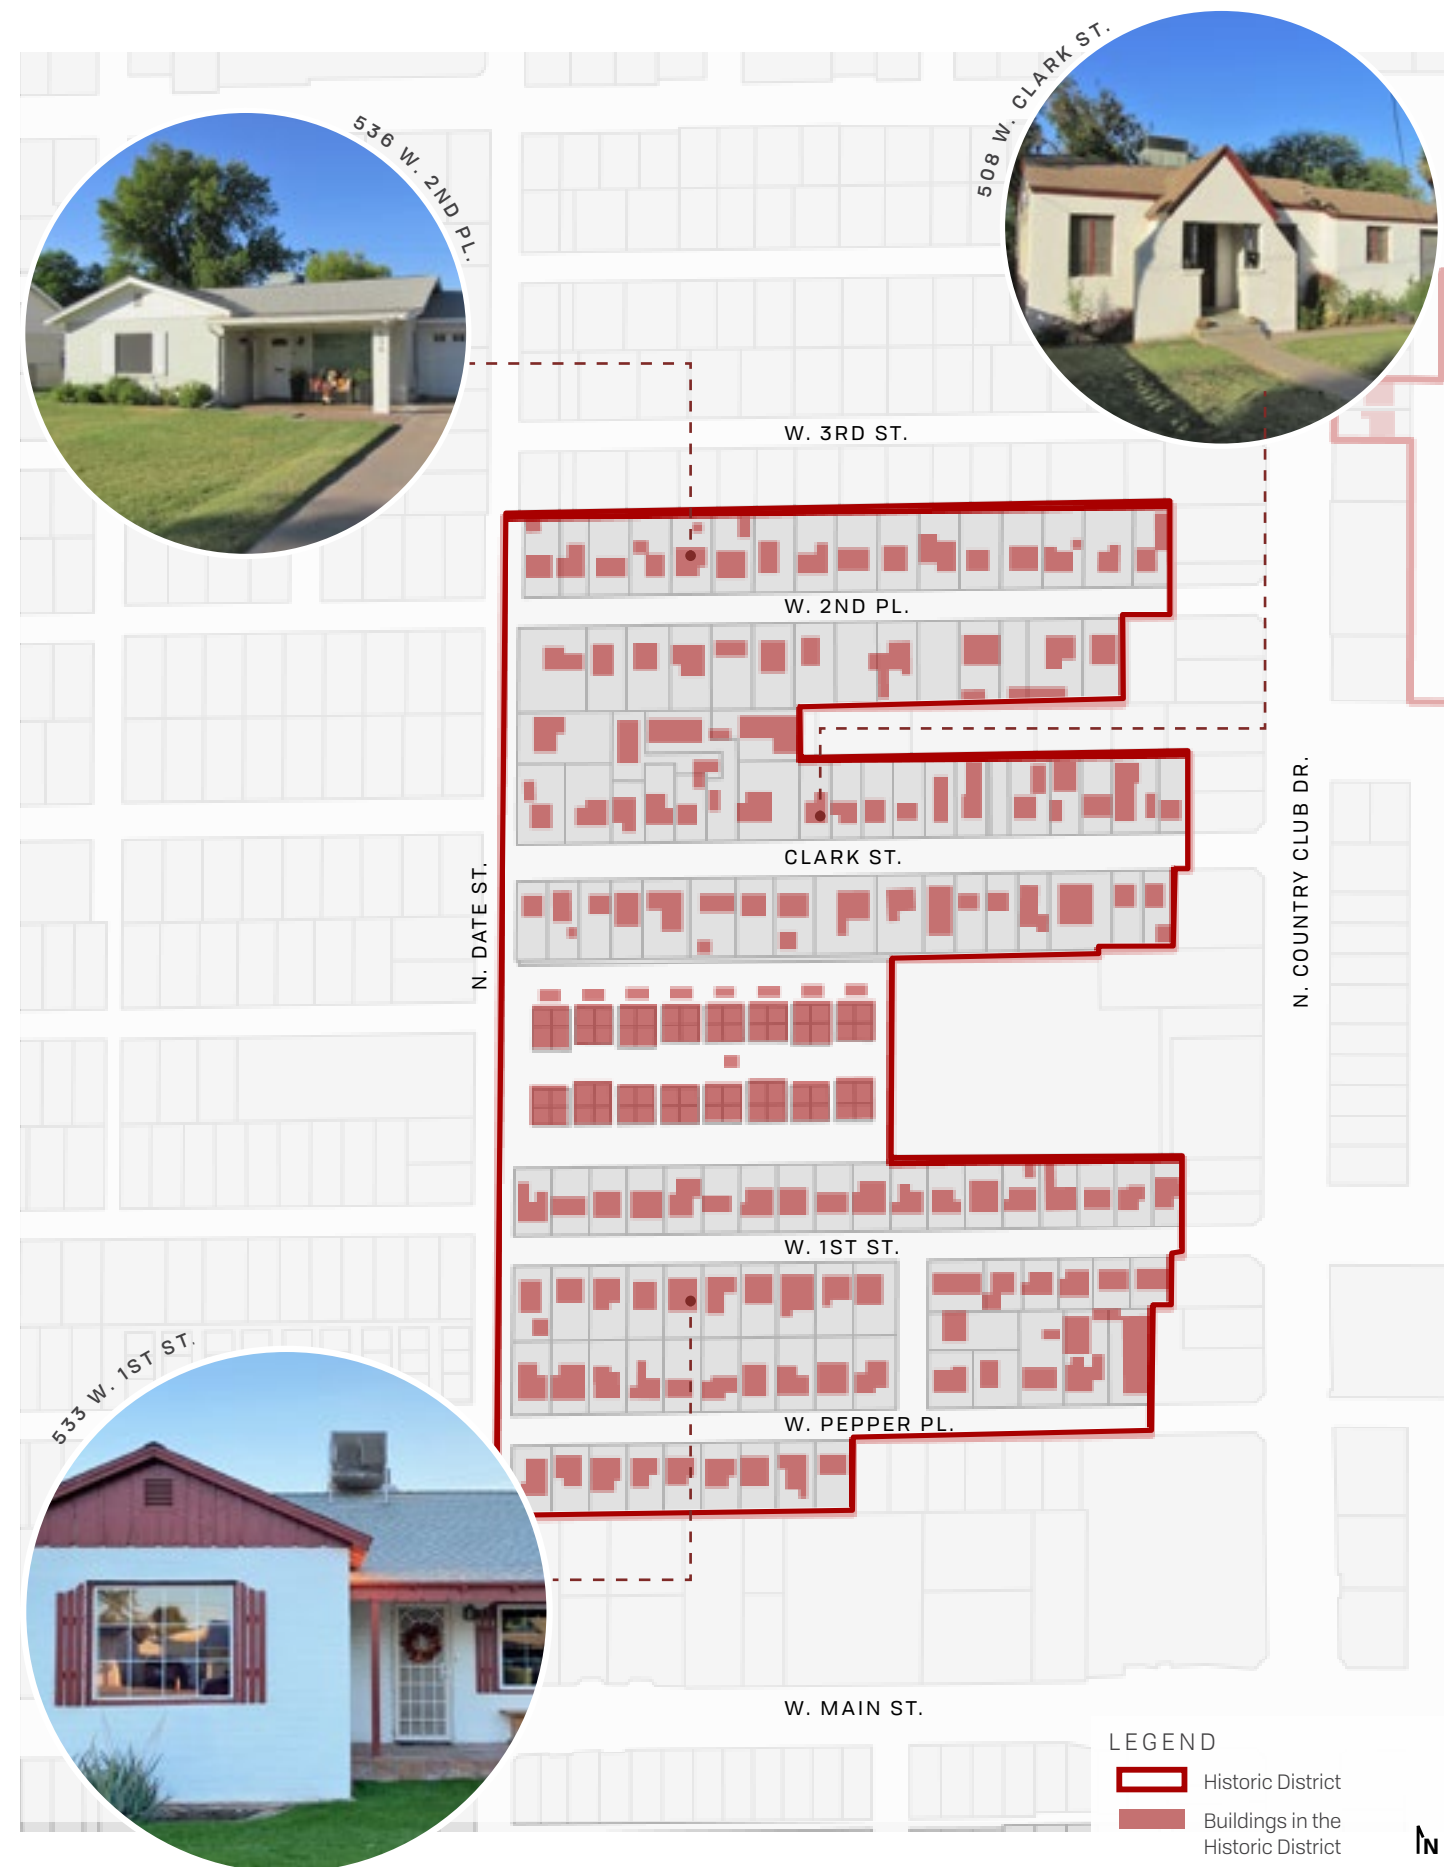 508 W. CLARK ST.
536 W. 2ND PL.
W. 3RD ST.
W. 2ND PL.
CLARK ST.
N. DATE ST.
N. COUNTRY CLUB DR.
W. 1ST ST.
533 W. 1ST ST.
W. PEPPER PL.
W. MAIN ST.
LEGEND
Historic District
Buildings in the
Historic District
N